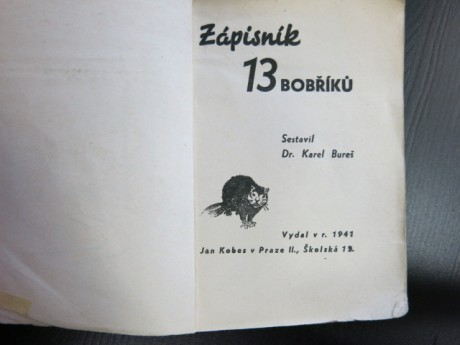 Zápisník
13 BOBŘÍKŮ
Sestavil
Dr. Karel Bureš
Vydal v r. 1941
Jan Kobes v Praze II., Školská 12.